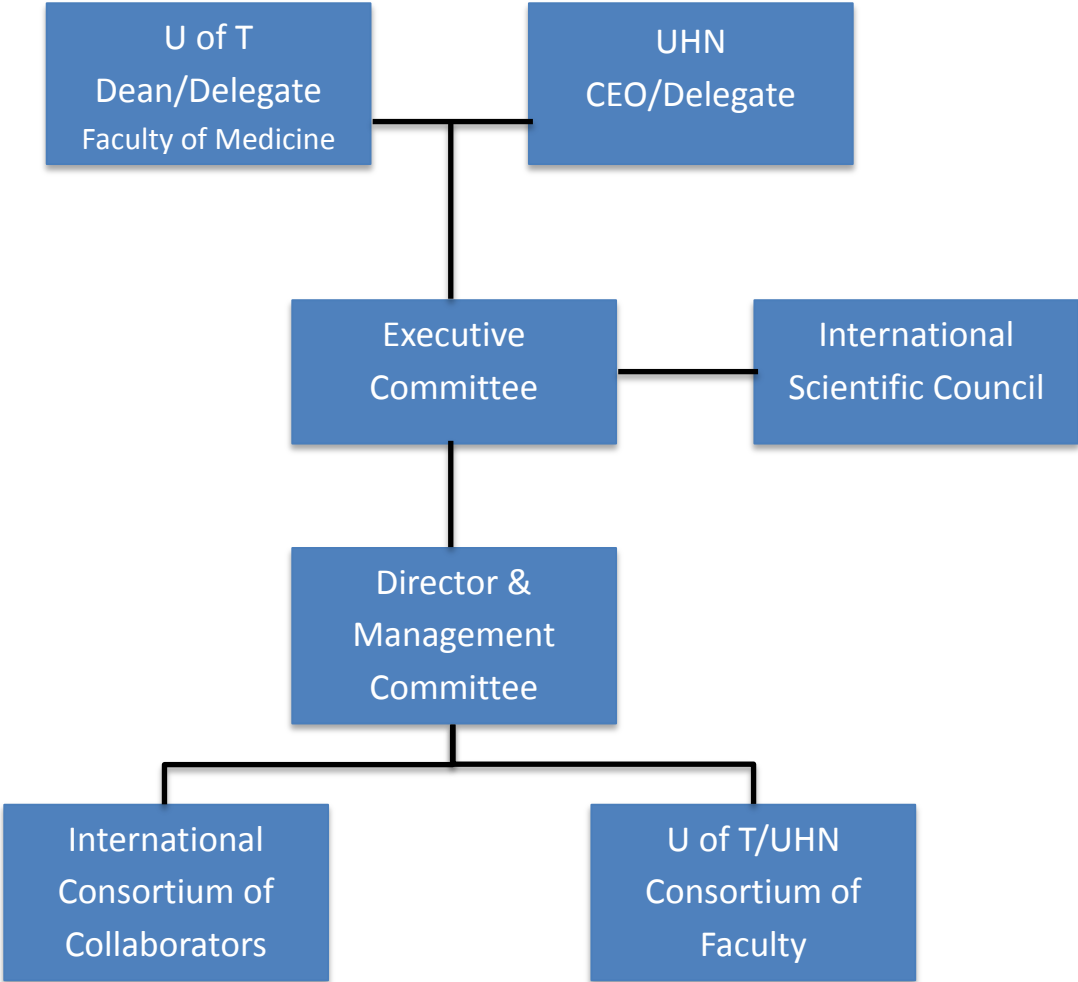 U of T
Dean/Delegate
Faculty of Medicine
UHN
CEO/Delegate
Executive
Committee
International
Scientific Council
Director &
Management
Committee
International
Consortium of
Collaborators
U of T/UHN
Consortium of
Faculty